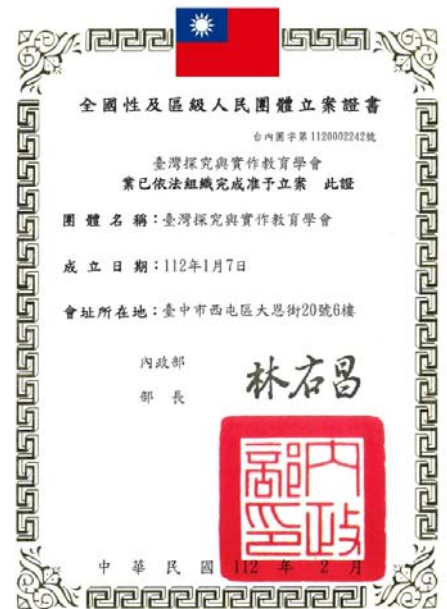 全國性及區級人民團體立案證書
台內團字第1120002242號
臺灣探究與實作教育學會
業已依法組織完成准予立案 此證
團體名稱：臺灣探究與實作教育學會
成立日期：112年1月7日
會址所在地：臺中市西屯區大恩街20號6樓
內政部
部長 林右昌
內政部印
中華民國112年2月